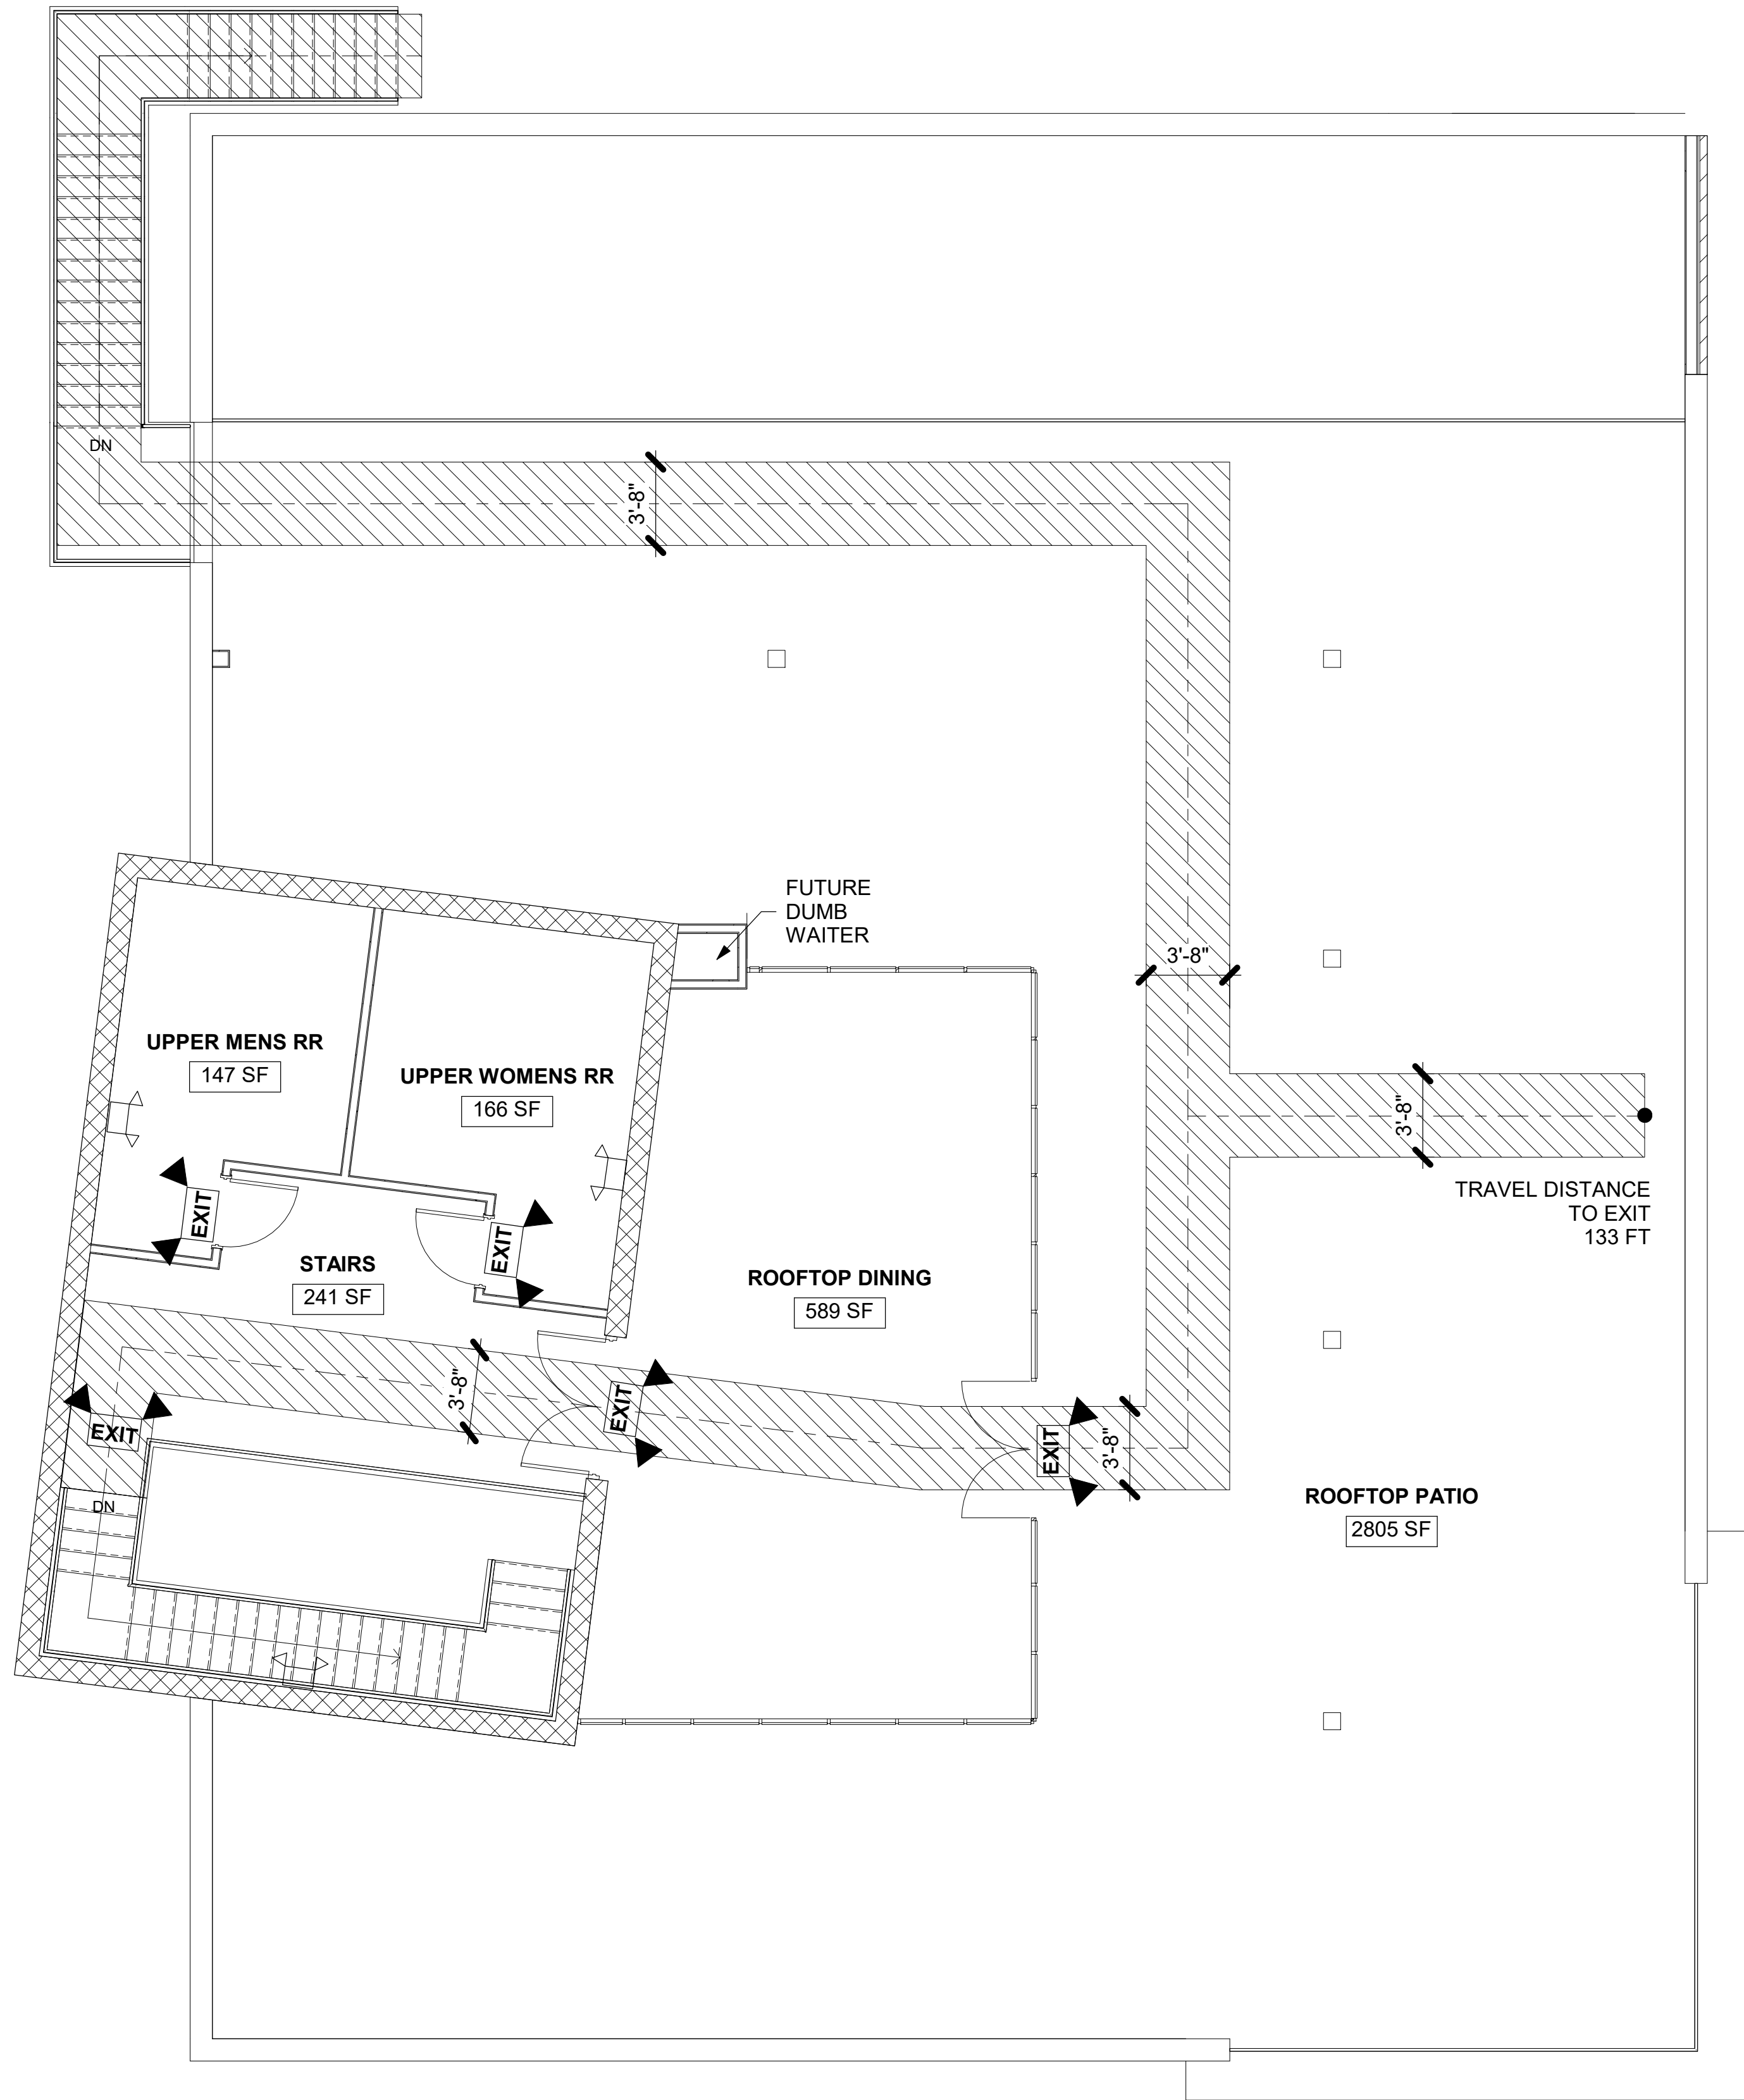 DN
3'-8"
FUTURE
DUMB
WAITER
3'-8"
UPPER MENS RR
147 SF
UPPER WOMENS RR
166 SF
3'-8"
TRAVEL DISTANCE
TO EXIT
133 FT
EXIT
EXIT
STAIRS
241 SF
ROOFTOP DINING
589 SF
3'-8"
EXIT
EXIT
EXIT
3'-8"
ROOFTOP PATIO
2805 SF
DN